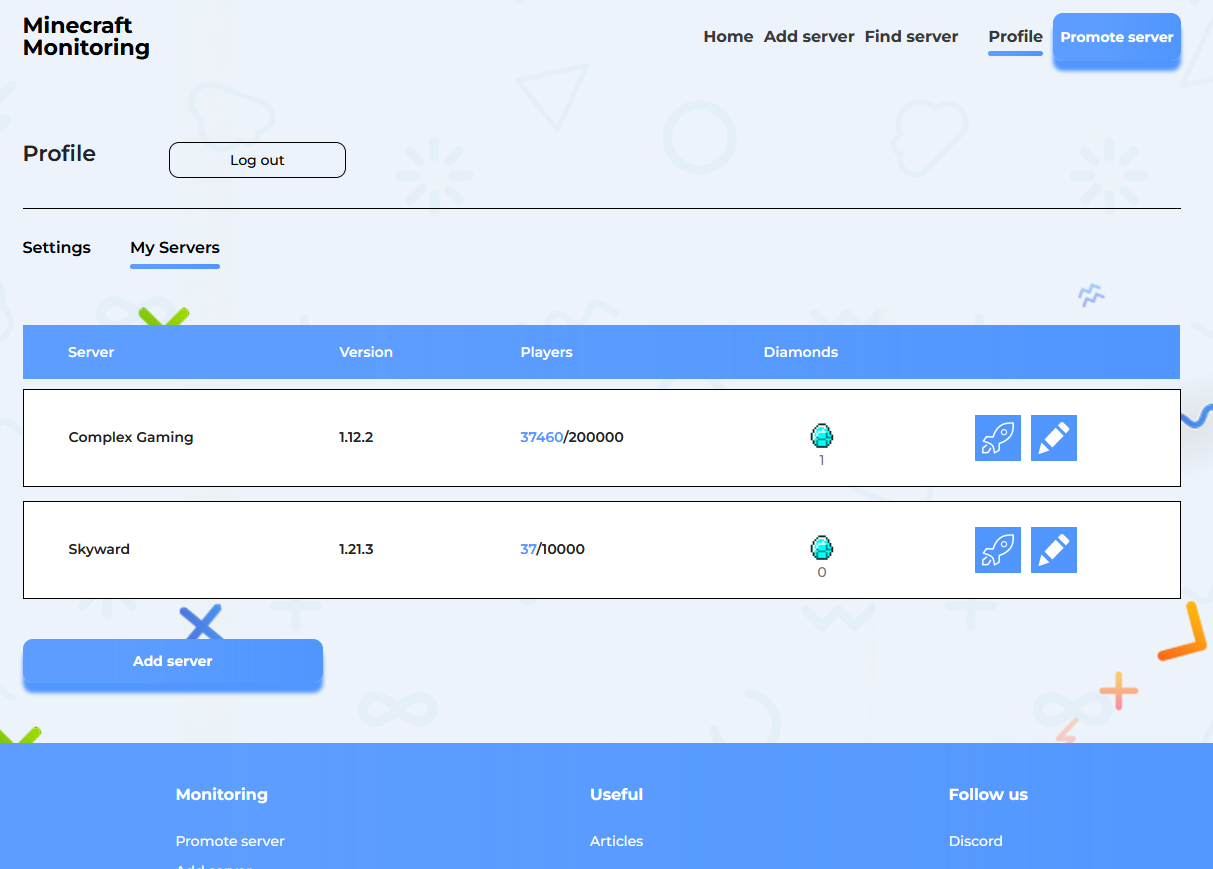 Minecraft
Monitoring
Home Add server Find server Profile Promote server
Profile Log out
Settings My Servers
Server Version Players Diamonds
Complex Gaming 1.12.2 37460/200000
1
Skyward 1.21.3 37/10000
0
Add server
Monitoring Useful Follow us
Promote server Articles Discord
Add server